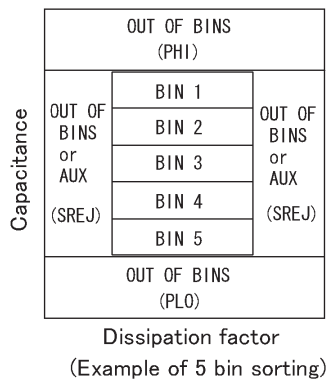 OUT OF BINS
(PHI)
Capacitance
OUT OF
BINS
or
AUX
(SREJ)
BIN 1
BIN 2
BIN 3
BIN 4
BIN 5
OUT OF
BINS
or
AUX
(SREJ)
OUT OF BINS
(PLO)
Dissipation factor
(Example of 5 bin sorting)